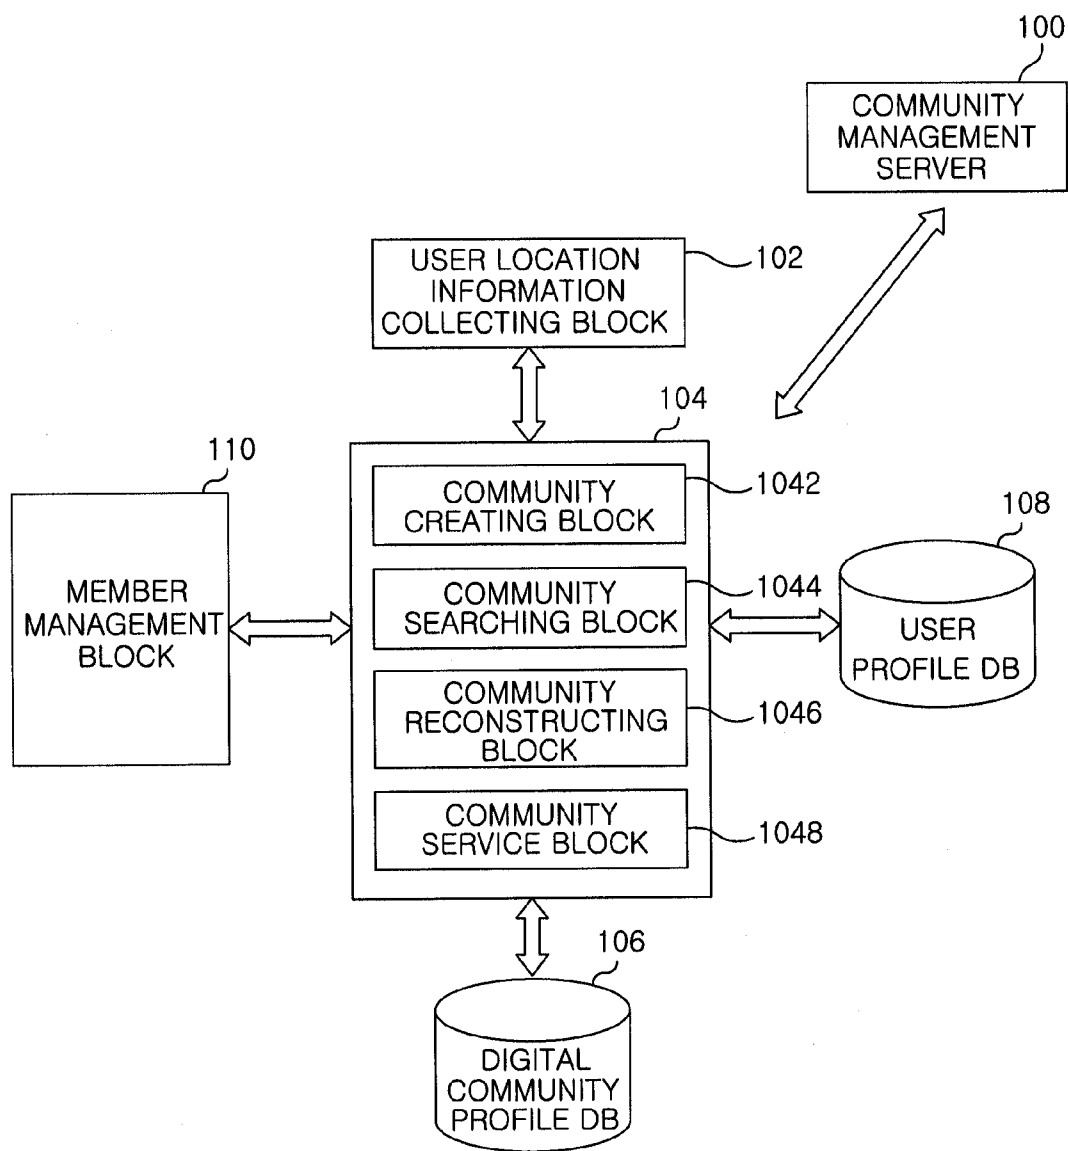 100
COMMUNITY
MANAGEMENT
SERVER
USER LOCATION
INFORMATION
COLLECTING BLOCK
102
104
110
MEMBER
MANAGEMENT
BLOCK
COMMUNITY
CREATING BLOCK
1042
COMMUNITY
SEARCHING BLOCK
1044
COMMUNITY
RECONSTRUCTING
BLOCK
1046
COMMUNITY
SERVICE BLOCK
1048
108
USER
PROFILE DB
106
DIGITAL
COMMUNITY
PROFILE DB